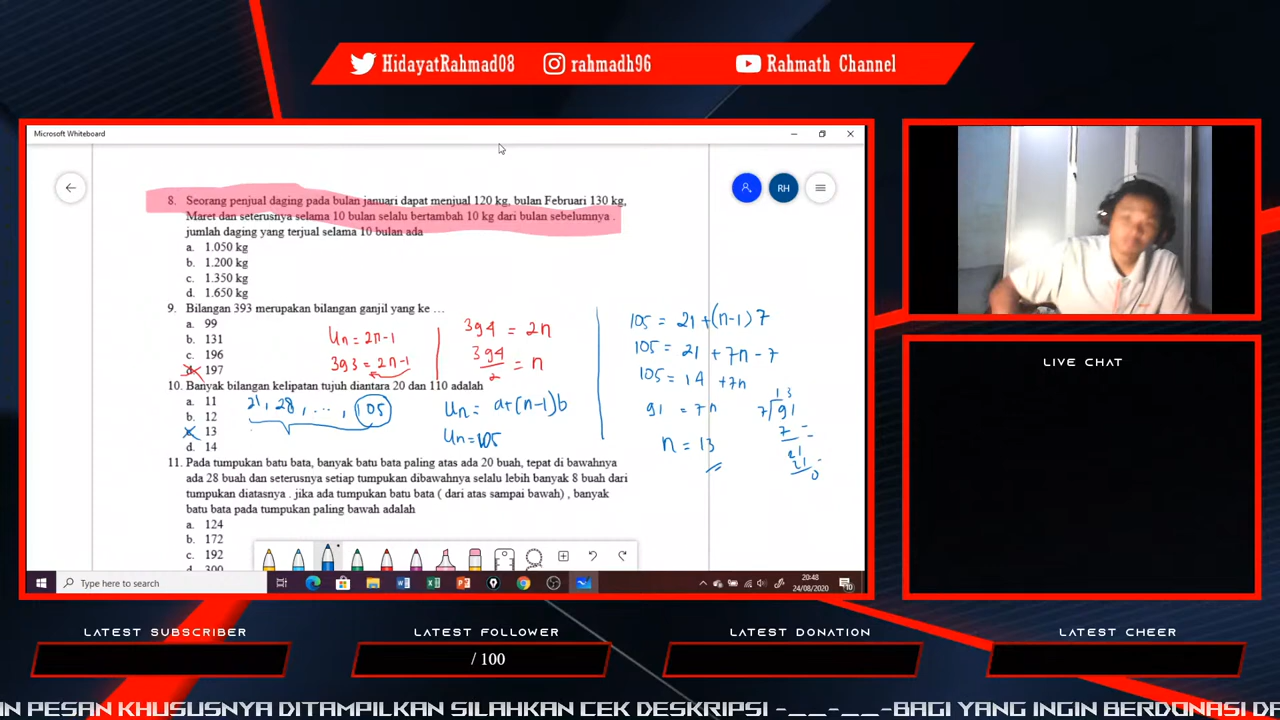 HidayatRahmad08 rahmadh96 Rahmath Channel
Microsoft Whiteboard
RH
8. Seorang penjual daging pada bulan januari dapat menjual 120 kg, bulan Februari 130 kg,
Maret dan seterusnya selama 10 bulan selalu bertambah 10 kg dari bulan sebelumnya .
jumlah daging yang terjual selama 10 bulan ada
a. 1.050 kg
b. 1.200 kg
c. 1.350 kg
d. 1.650 kg
9. Bilangan 393 merupakan bilangan ganjil yang ke …
a. 99
b. 131
c. 196
d. 197
Un = 2n-1
393 = 2n-1
394 = 2n
394/2 = n
10. Banyak bilangan kelipatan tujuh diantara 20 dan 110 adalah
a. 11
b. 12
c. 13
d. 14
21, 28, ..., 105
Un = a+(n-1)b
Un = 105
105 = 21+(n-1)7
105 = 21 + 7n - 7
105 = 14 + 7n
91 = 7n
n = 13
13
7 91
7
21
21
0
11. Pada tumpukan batu bata, banyak batu bata paling atas ada 20 buah, tepat di bawahnya
ada 28 buah dan seterusnya setiap tumpukan dibawahnya selalu lebih banyak 8 buah dari
tumpukan diatasnya . jika ada tumpukan batu bata ( dari atas sampai bawah) , banyak
batu bata pada tumpukan paling bawah adalah
a. 124
b. 172
c. 192
d. 300
Type here to search
20:48
24/08/2020
10
LIVE CHAT
LATEST SUBSCRIBER LATEST FOLLOWER LATEST DONATION LATEST CHEER
/ 100
N PESAN KHUSUSNYA DITAMPILKAN SILAHKAN CEK DESKRIPSI -__-__-BAGI YANG INGIN BERDONASI DA